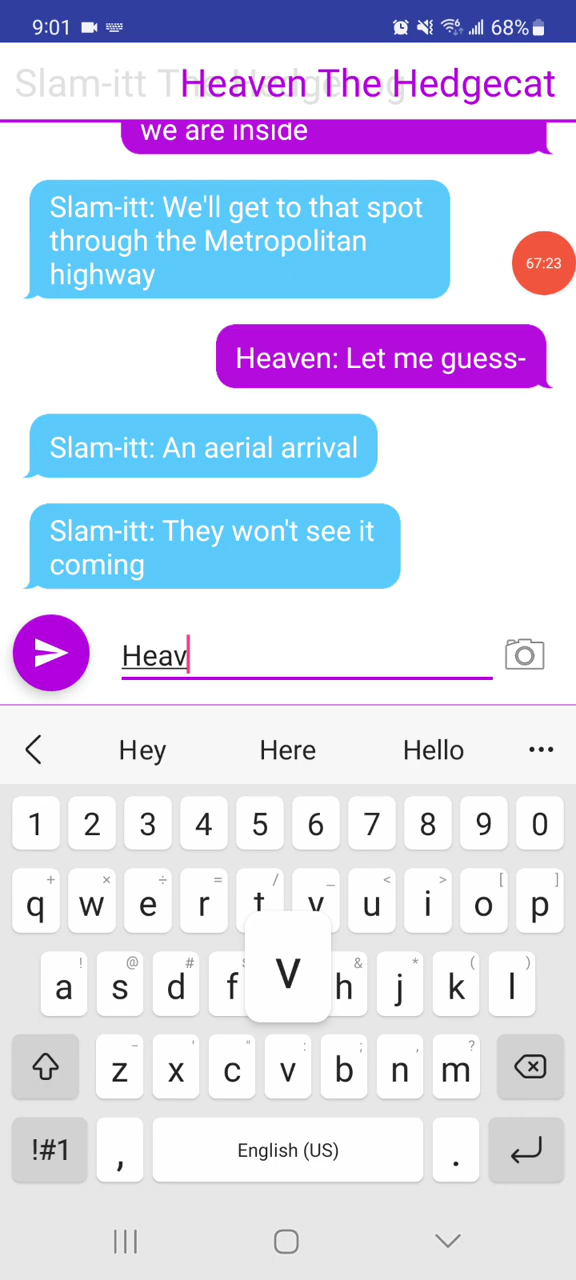 9:01 68%
Slam-itt The Hedgehog Heaven The Hedgecat
we are inside
Slam-itt: We'll get to that spot
through the Metropolitan
highway
67:23
Heaven: Let me guess-
Slam-itt: An aerial arrival
Slam-itt: They won't see it
coming
Heav
Hey Here Hello
1 2 3 4 5 6 7 8 9 0
+ × ÷ = / _ < > [ ]
q w e r t y u i o p
! @ # & * ( )
a s d f v h j k l
- ' " : ; , ?
z x c v b n m
!#1 , English (US) .